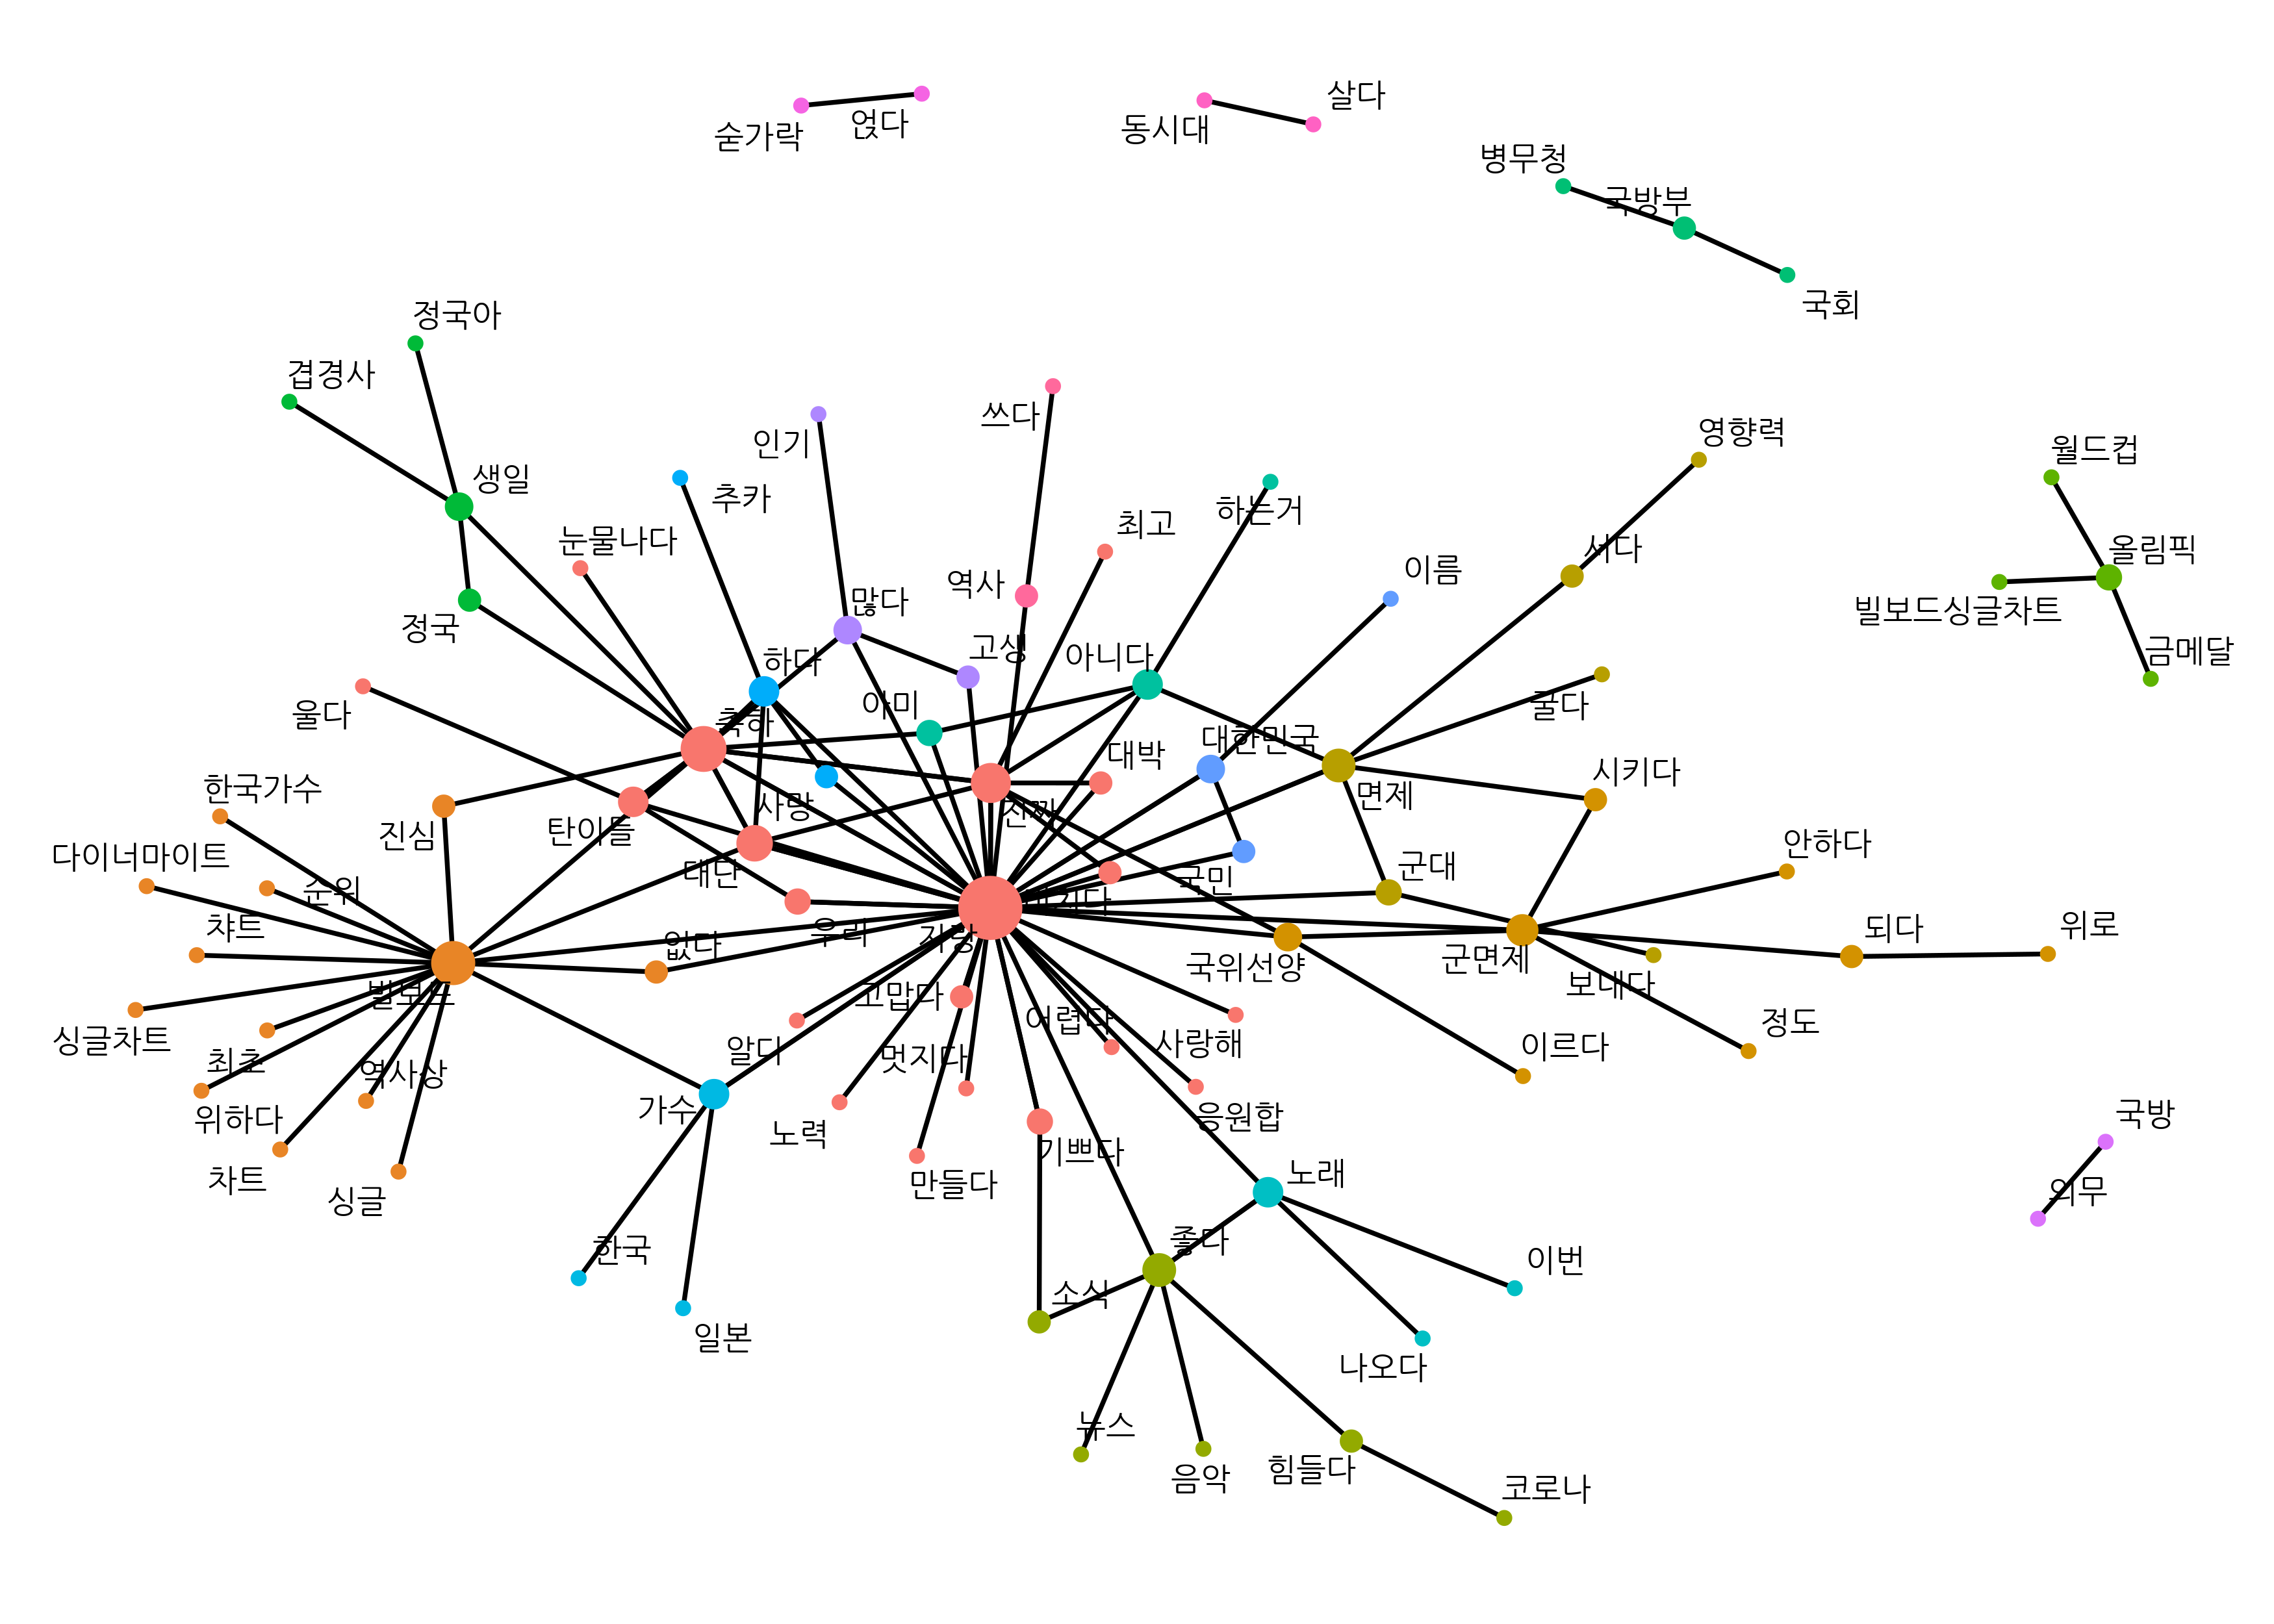 살다
숟가락
얹다
동시대
병무청
국방부
국회
정국아
겹경사
쓰다
인기
영향력
월드컵
생일
추카
하는거
최고
눈물나다
서다
올림픽
이름
역사
많다
빌보드싱글차트
정국
고생
아니다
하다
금메달
아미
울다
축하
굴다
대한민국
대박
시키다
한국가수
면제
사랑
진짜
탄이들
진심
안하다
다이너마이트
군대
대단
국민
순위
챠트
우리
자랑
없다
되다
위로
군면제
국위선양
보내다
빌보드
고맙다
어렵다
정도
싱글차트
사랑해
이르다
알다
멋지다
최초
역사상
가수
위하다
노력
응원합
국방
기쁘다
차트
싱글
만들다
노래
의무
한국
좋다
이번
소식
일본
나오다
뉴스
음악
힘들다
코로나